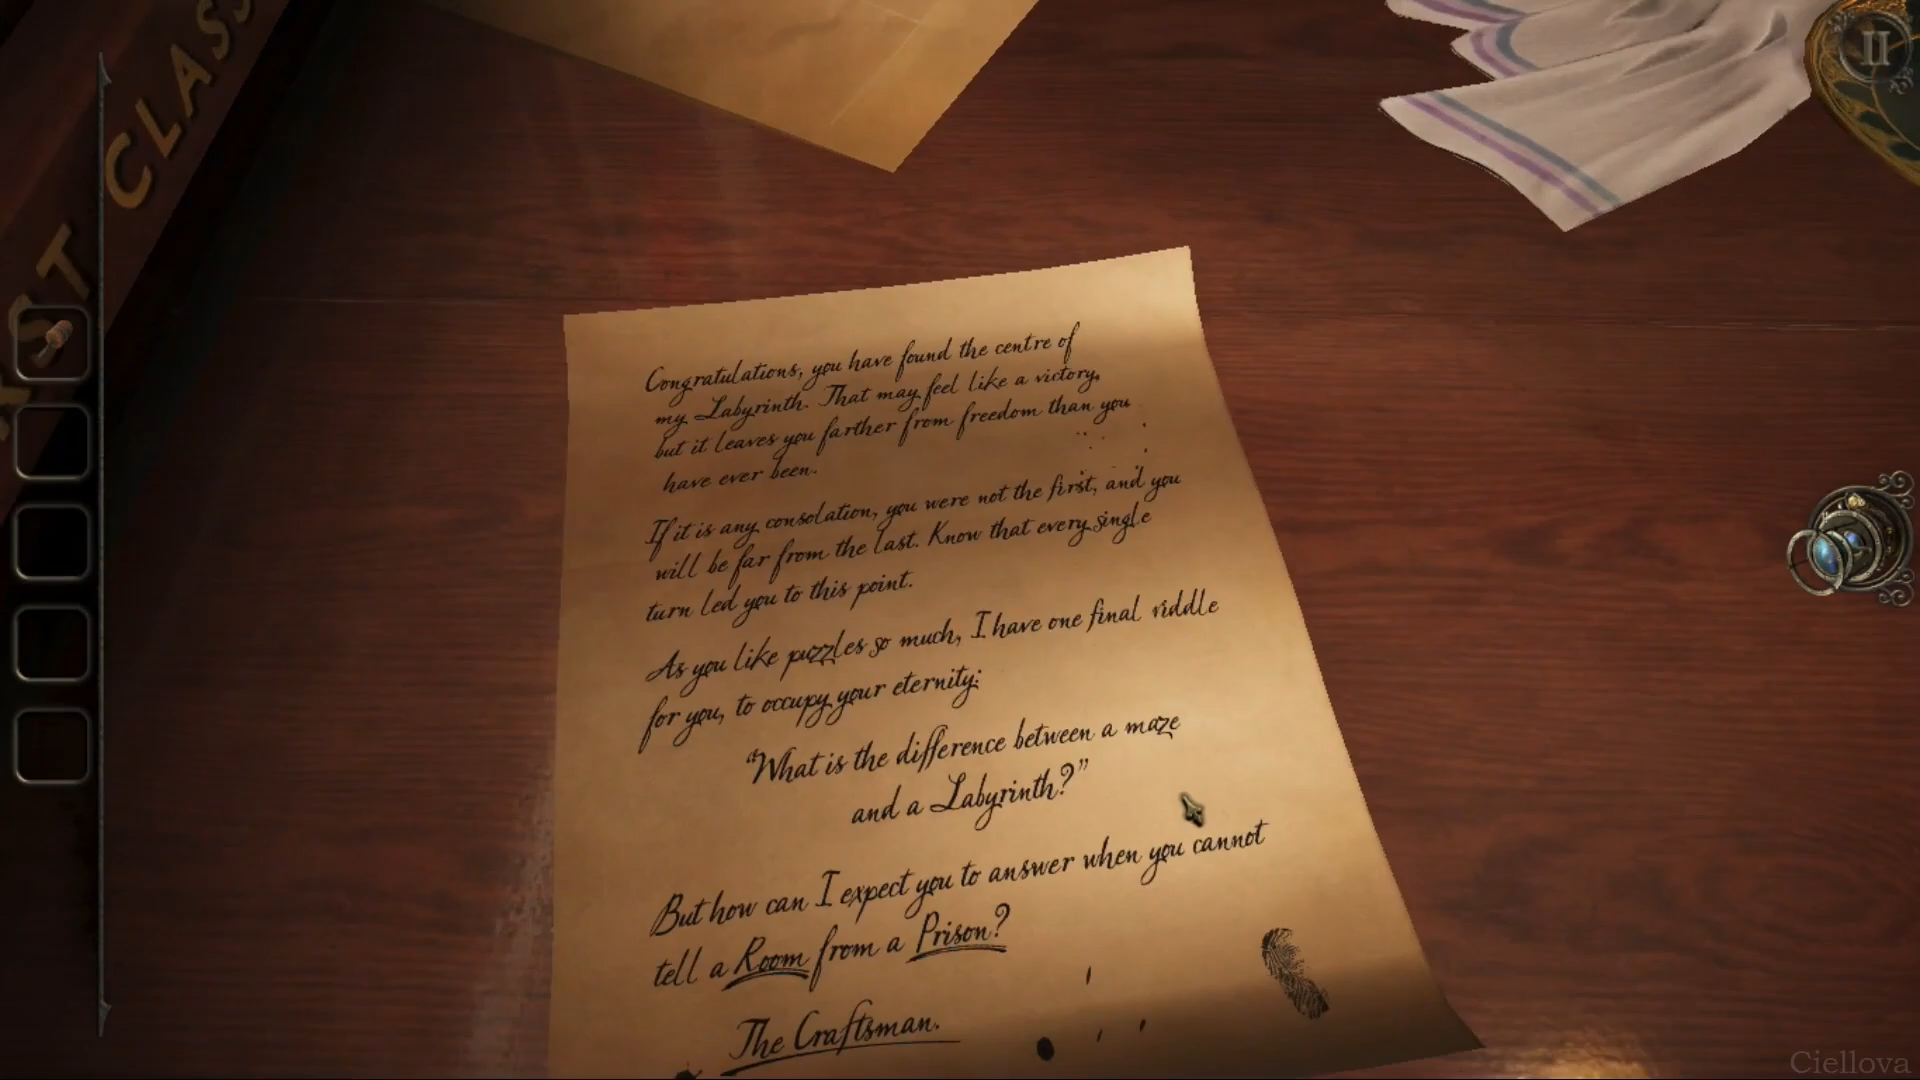 CLASS
ST
II
Congratulations, you have found the centre of
my Labyrinth. That may feel like a victory,
but it leaves you farther from freedom than you
have ever been.
If it is any consolation, you were not the first, and you
will be far from the last. Know that every single
turn led you to this point.
As you like puzzles so much, I have one final riddle
for you, to occupy your eternity:
"What is the difference between a maze
and a Labyrinth?"
But how can I expect you to answer when you cannot
tell a Room from a Prison?
The Craftsman.
Ciellova